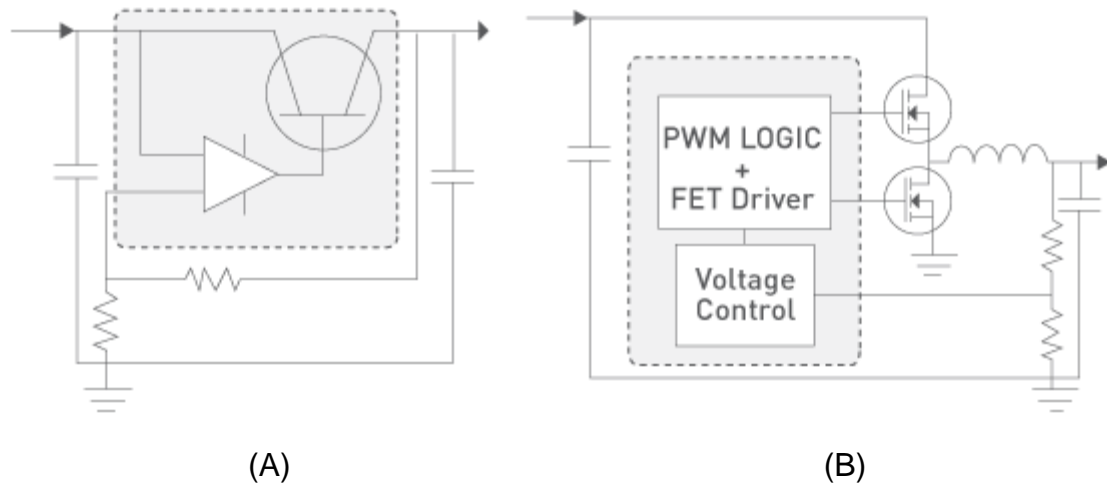 PWM LOGIC
+
FET Driver
Voltage
Control
(A)
(B)